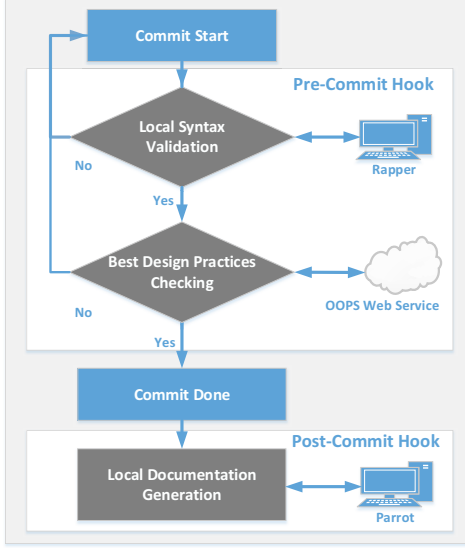 Commit Start
Pre-Commit Hook
Local Syntax
Validation
Rapper
No
Yes
Best Design Practices
Checking
OOPS Web Service
No
Yes
Commit Done
Post-Commit Hook
Local Documentation
Generation
Parrot